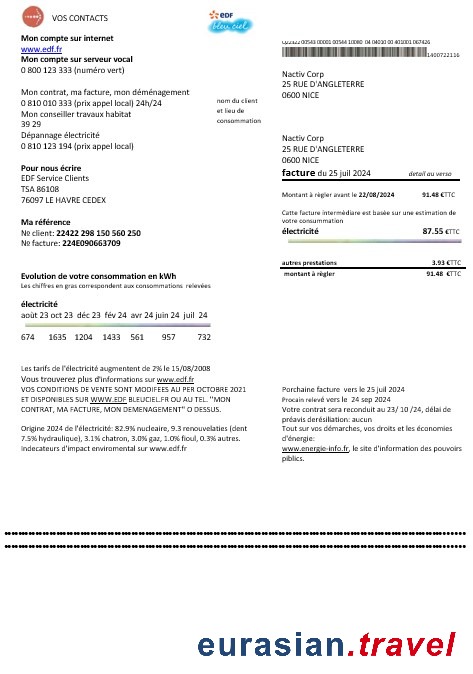 VOS CONTACTS
EDF
bleu ciel
Mon compte sur internet
www.edf.fr
Mon compte sur serveur vocal
0 800 123 333 (numéro vert)
Mon contrat, ma facture, mon déménagement
0 810 010 333 (prix appel local) 24h/24
Mon conseiller travaux habitat
39 29
Dépannage électricité
0 810 123 194 (prix appel local)
Pour nous écrire
EDF Service Clients
TSA 86108
76097 LE HAVRE CEDEX
Ma référence
№ client: 22422 298 150 560 250
№ facture: 224E090663709
nom du client
et lieu de
consommation
00543 00001 00544 10080 04 04010 00 401001 067426
1400722116
Nactiv Corp
25 RUE D'ANGLETERRE
0600 NICE
Nactiv Corp
25 RUE D'ANGLETERRE
0600 NICE
facture du 25 juil 2024 detail au verso
Montant à régler avant le 22/08/2024 91.48 €TTC
Catte facture intermédiaire est basée sur une estimation de
votre consummation
électricité 87.55 €TTC
autres prestations 3.93 €TTC
montant à régler 91.48 €TTC
Evolution de votre consommation en kWh
Les chiffres en gras correspondent aux consommations relevées
électricité
août 23 oct 23 déc 23 fév 24 avr 24 juin 24 juil 24
674 1635 1204 1433 561 957 732
Les tarifs de l'électricité augmentent de 2% le 15/08/2008
Vous trouverez plus d'informations sur www.edf.fr
VOS CONDITIONS DE VENTE SONT MODIFEES AU PER OCTOBRE 2021
ET DISPONIBLES SUR WWW.EDF BLEUCIEL.FR OU AU TEL. "MON
CONTRAT, MA FACTURE, MON DEMENAGEMENT" O DESSUS.
Origine 2024 de l'électricité: 82.9% nucleaire, 9.3 renouvelaties (cient
7.5% hydraulique), 3.1% chatron, 3.0% gaz, 1.0% fioul, 0.3% autres.
Indecateurs d'impact enviromental sur www.edf.fr
Porchaine facture vers le 25 juil 2024
Procain relevé vers le 24 sep 2024
Votre contrat sera reconduit au 23/ 10 /24, délai de
préavis derésiliation: aucun
Tout sur vos démarches, vos droits et les économies
d'énergie:
www.energie-info.fr, le site d'information des pouvoirs
piblics.
eurasian.travel